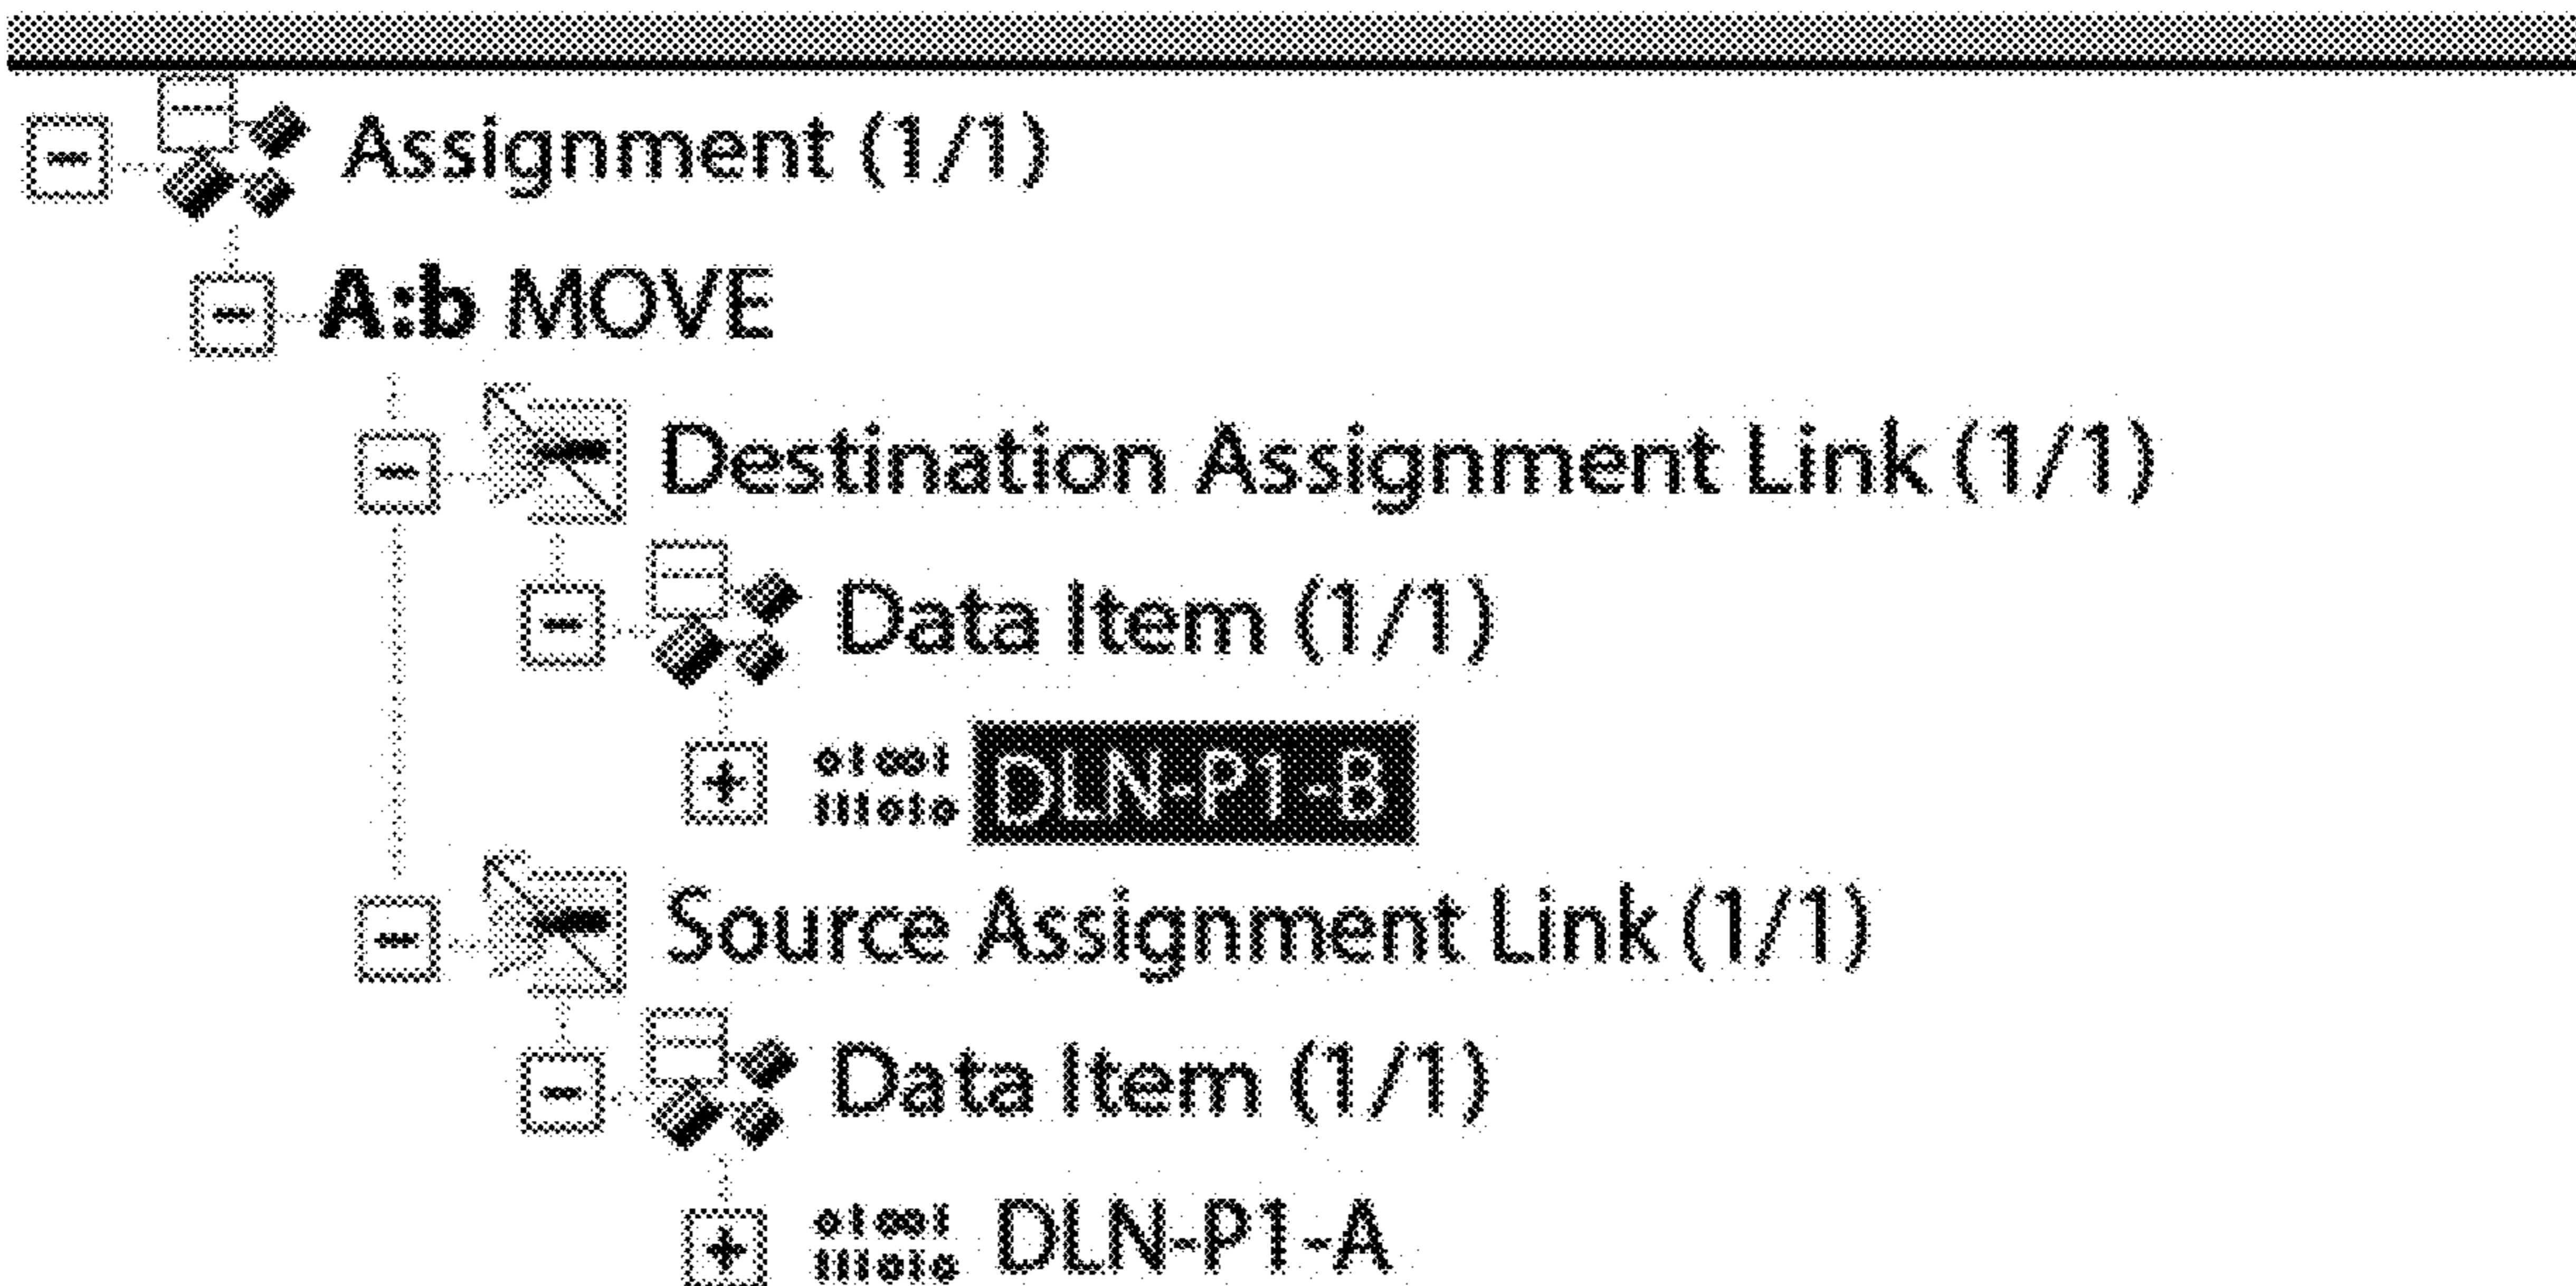 Assignment (1/1)
A:b MOVE
Destination Assignment Link (1/1)
Data Item (1/1)
DLN-P1-B
Source Assignment Link (1/1)
Data Item (1/1)
DLN-P1-A